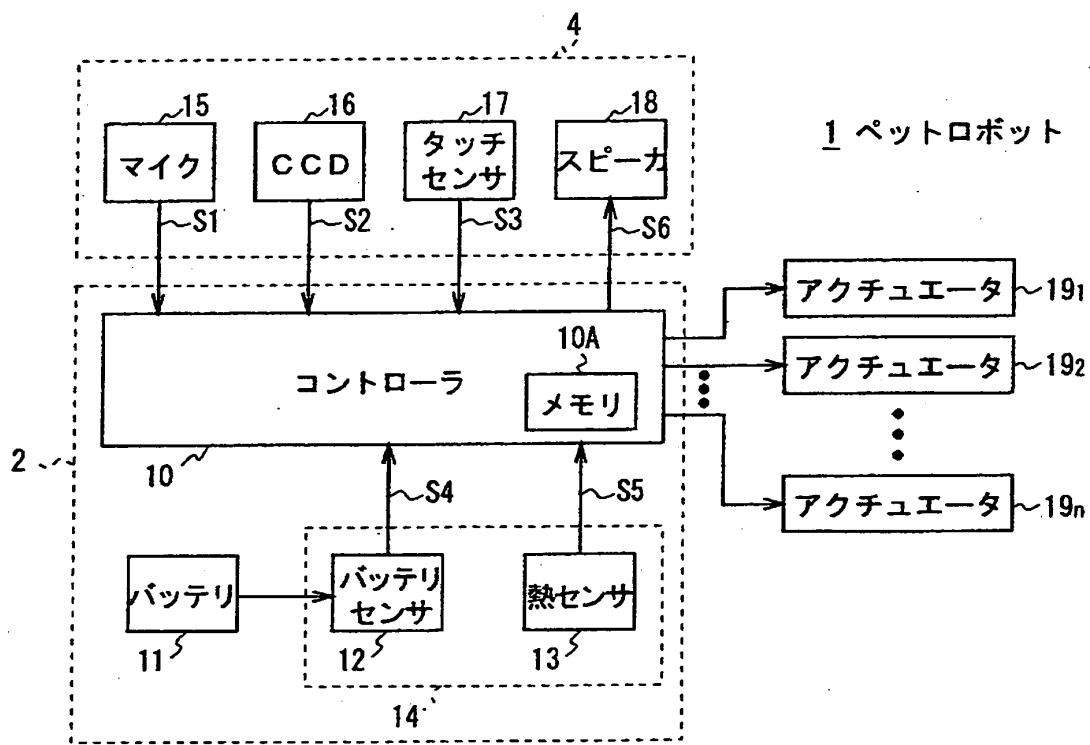 4
15
16
17
18
マイク
CCD
タッチ
センサ
スピーカ
1 ペットロボット
S1
S2
S3
S6
アクチュエータ
19₁
10A
コントローラ
メモリ
アクチュエータ
19₂
2
10
S4
S5
アクチュエータ
19n
バッテリ
バッテリ
センサ
熱センサ
11
12
13
14